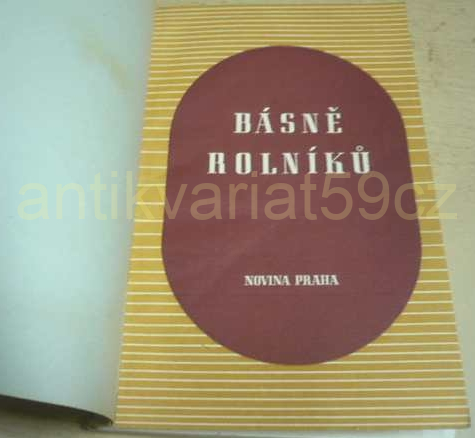 BÁSNĚ
ROLNÍKŮ
antikvariat59cz
NOVINA PRAHA